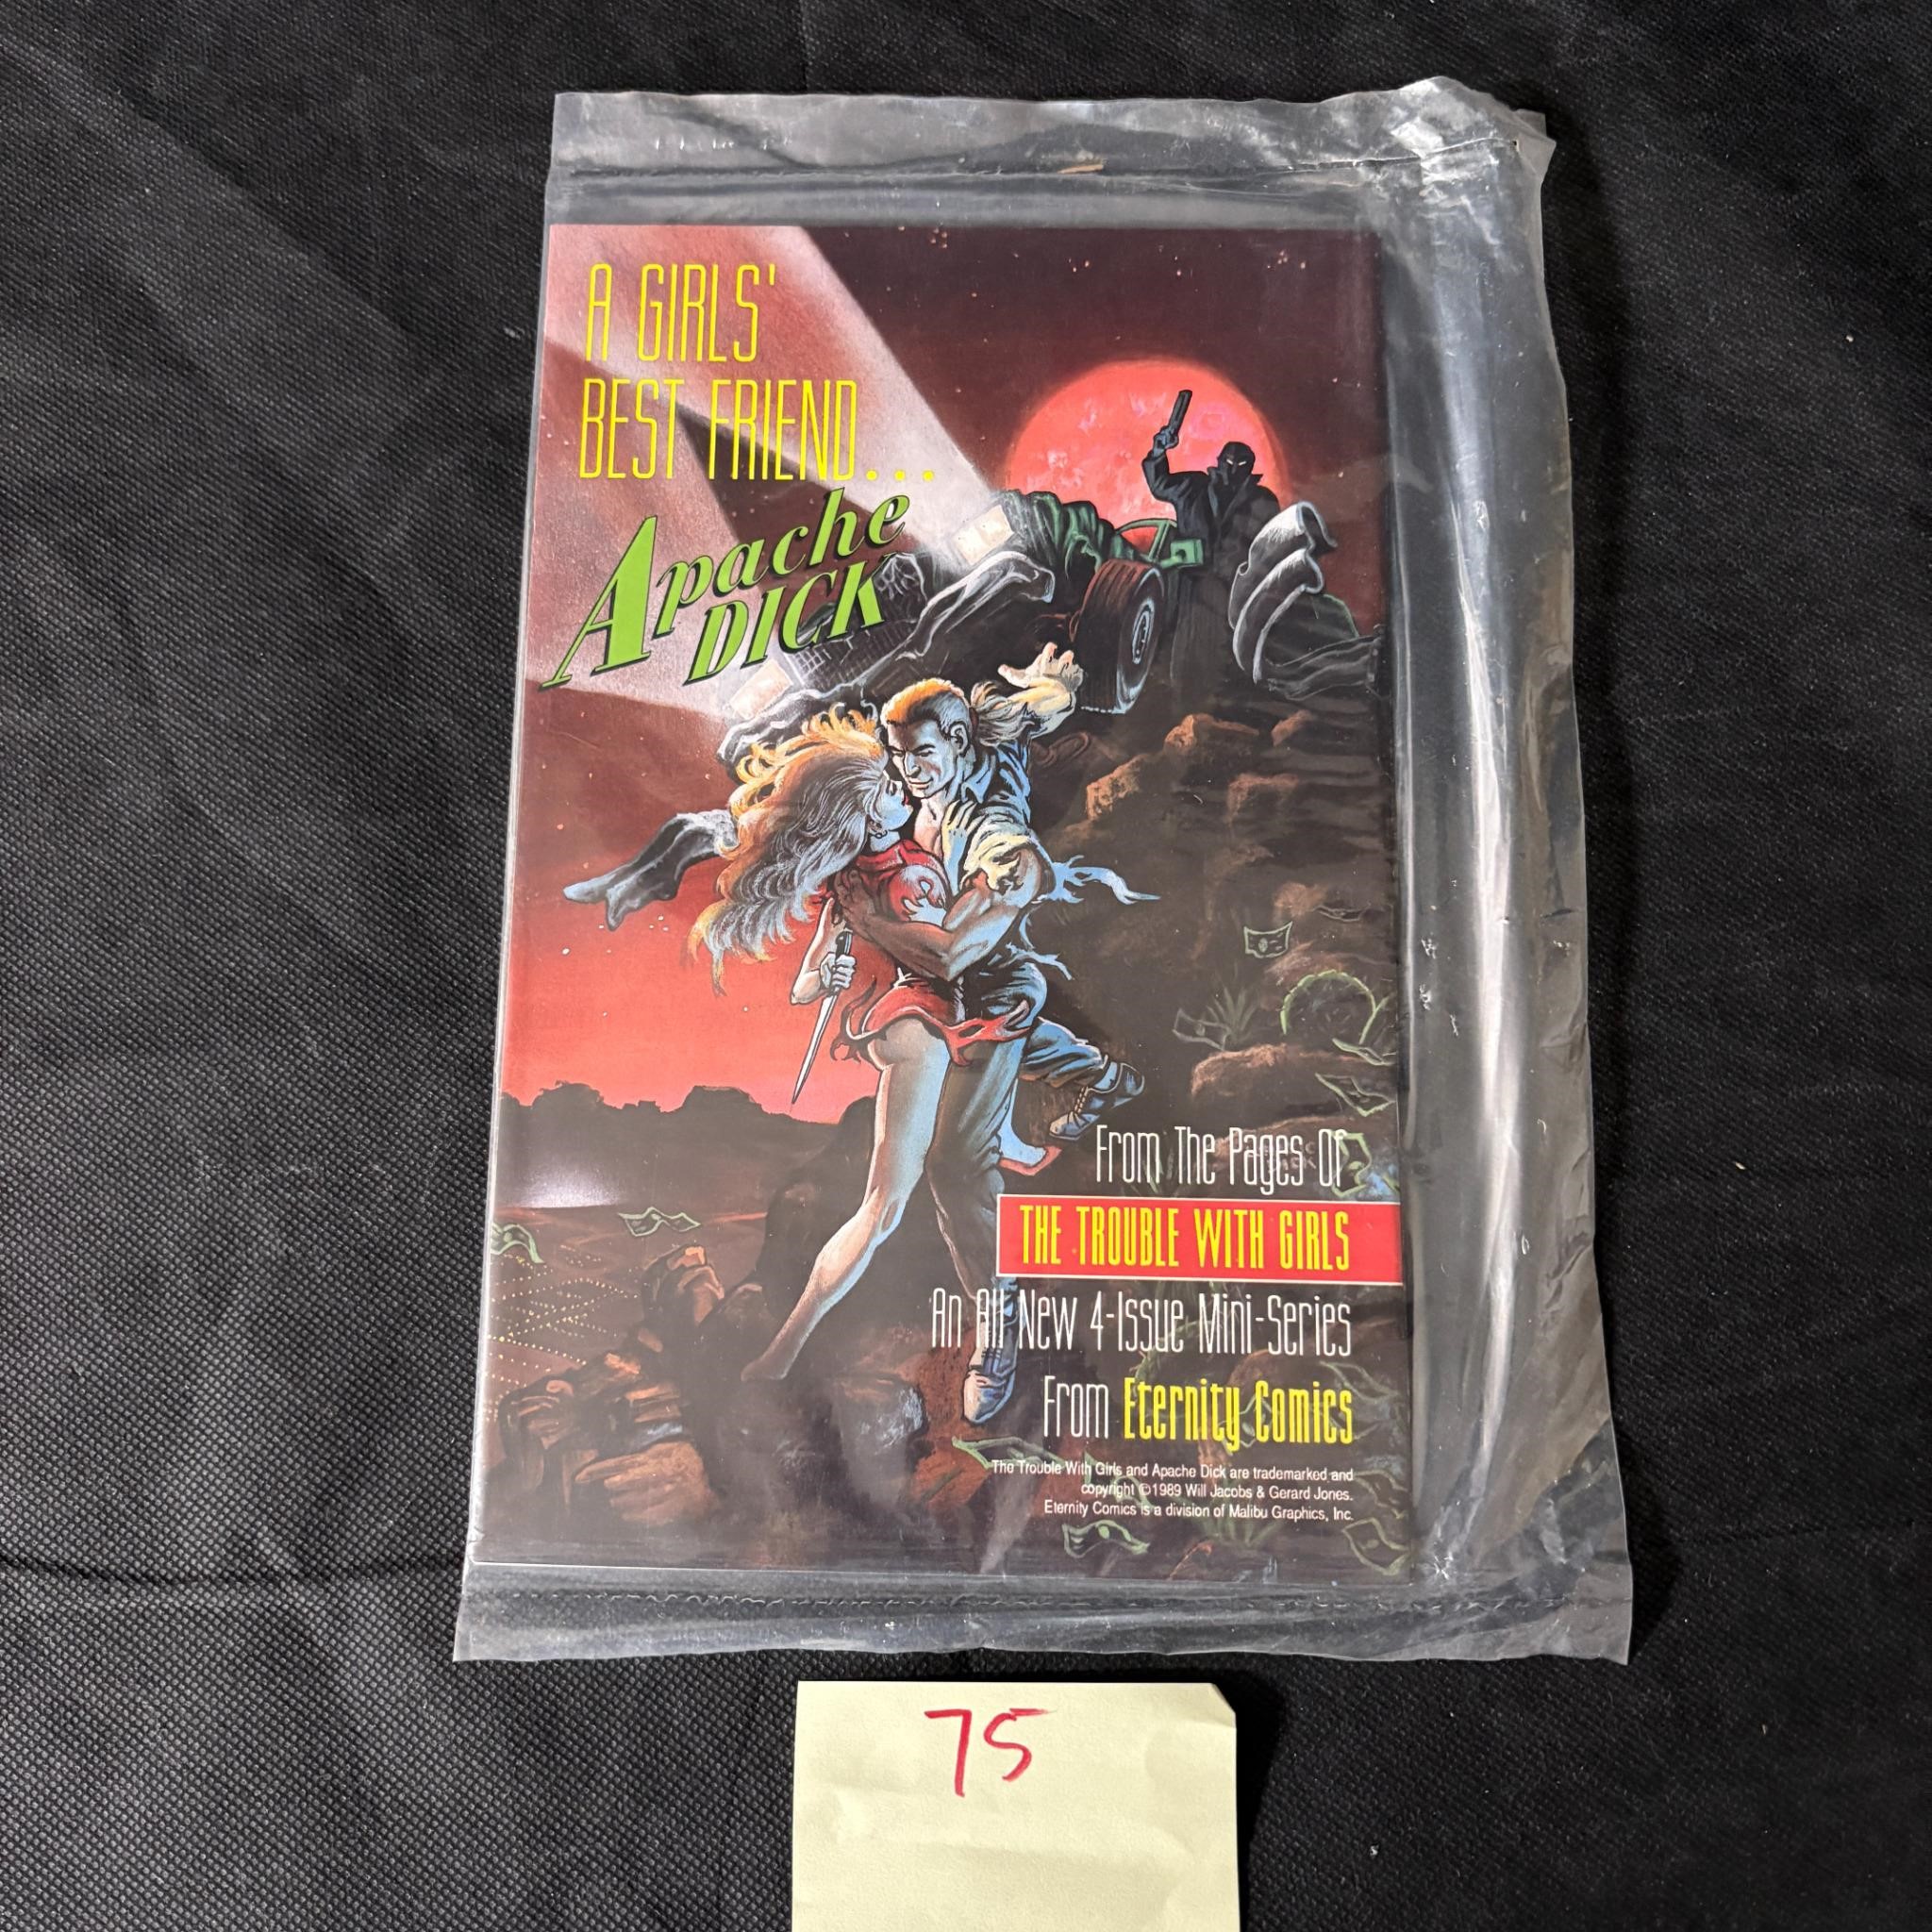 A GIRLS'
BEST FRIEND...
Apache
DICK
From The Pages Of
THE TROUBLE WITH GIRLS
An All New 4-Issue Mini-Series
From Eternity Comics
The Trouble With Girls and Apache Dick are trademarked and
copyright ©1989 Will Jacobs & Gerard Jones.
Eternity Comics is a division of Malibu Graphics, Inc.
75